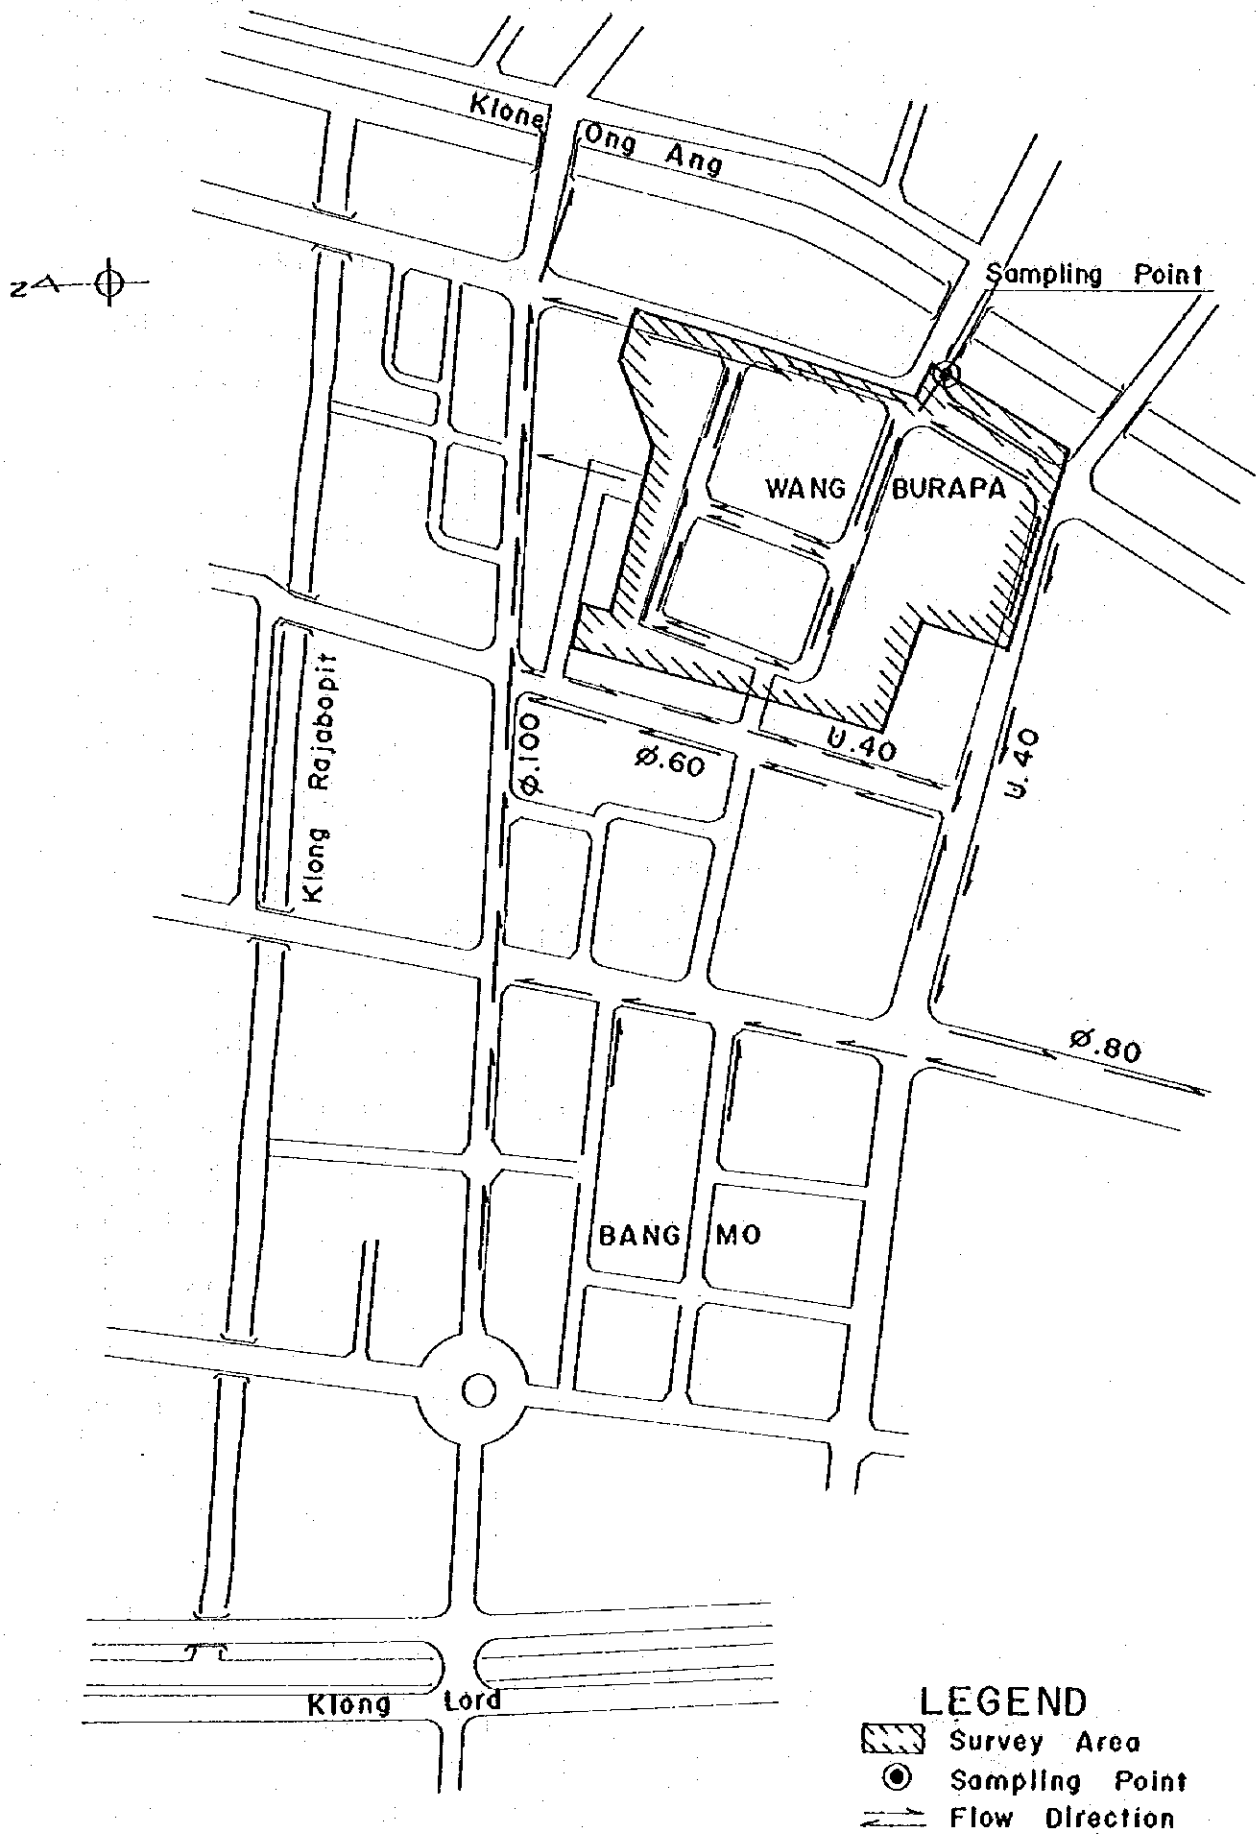 Klone
Ong Ang
N
Sampling Point
WANG BURAPA
Klong Rajabopit
Ø.100
Ø.60
U.40
U.40
Ø.80
BANG MO
Klong Lord
LEGEND
Survey Area
Sampling Point
Flow Direction